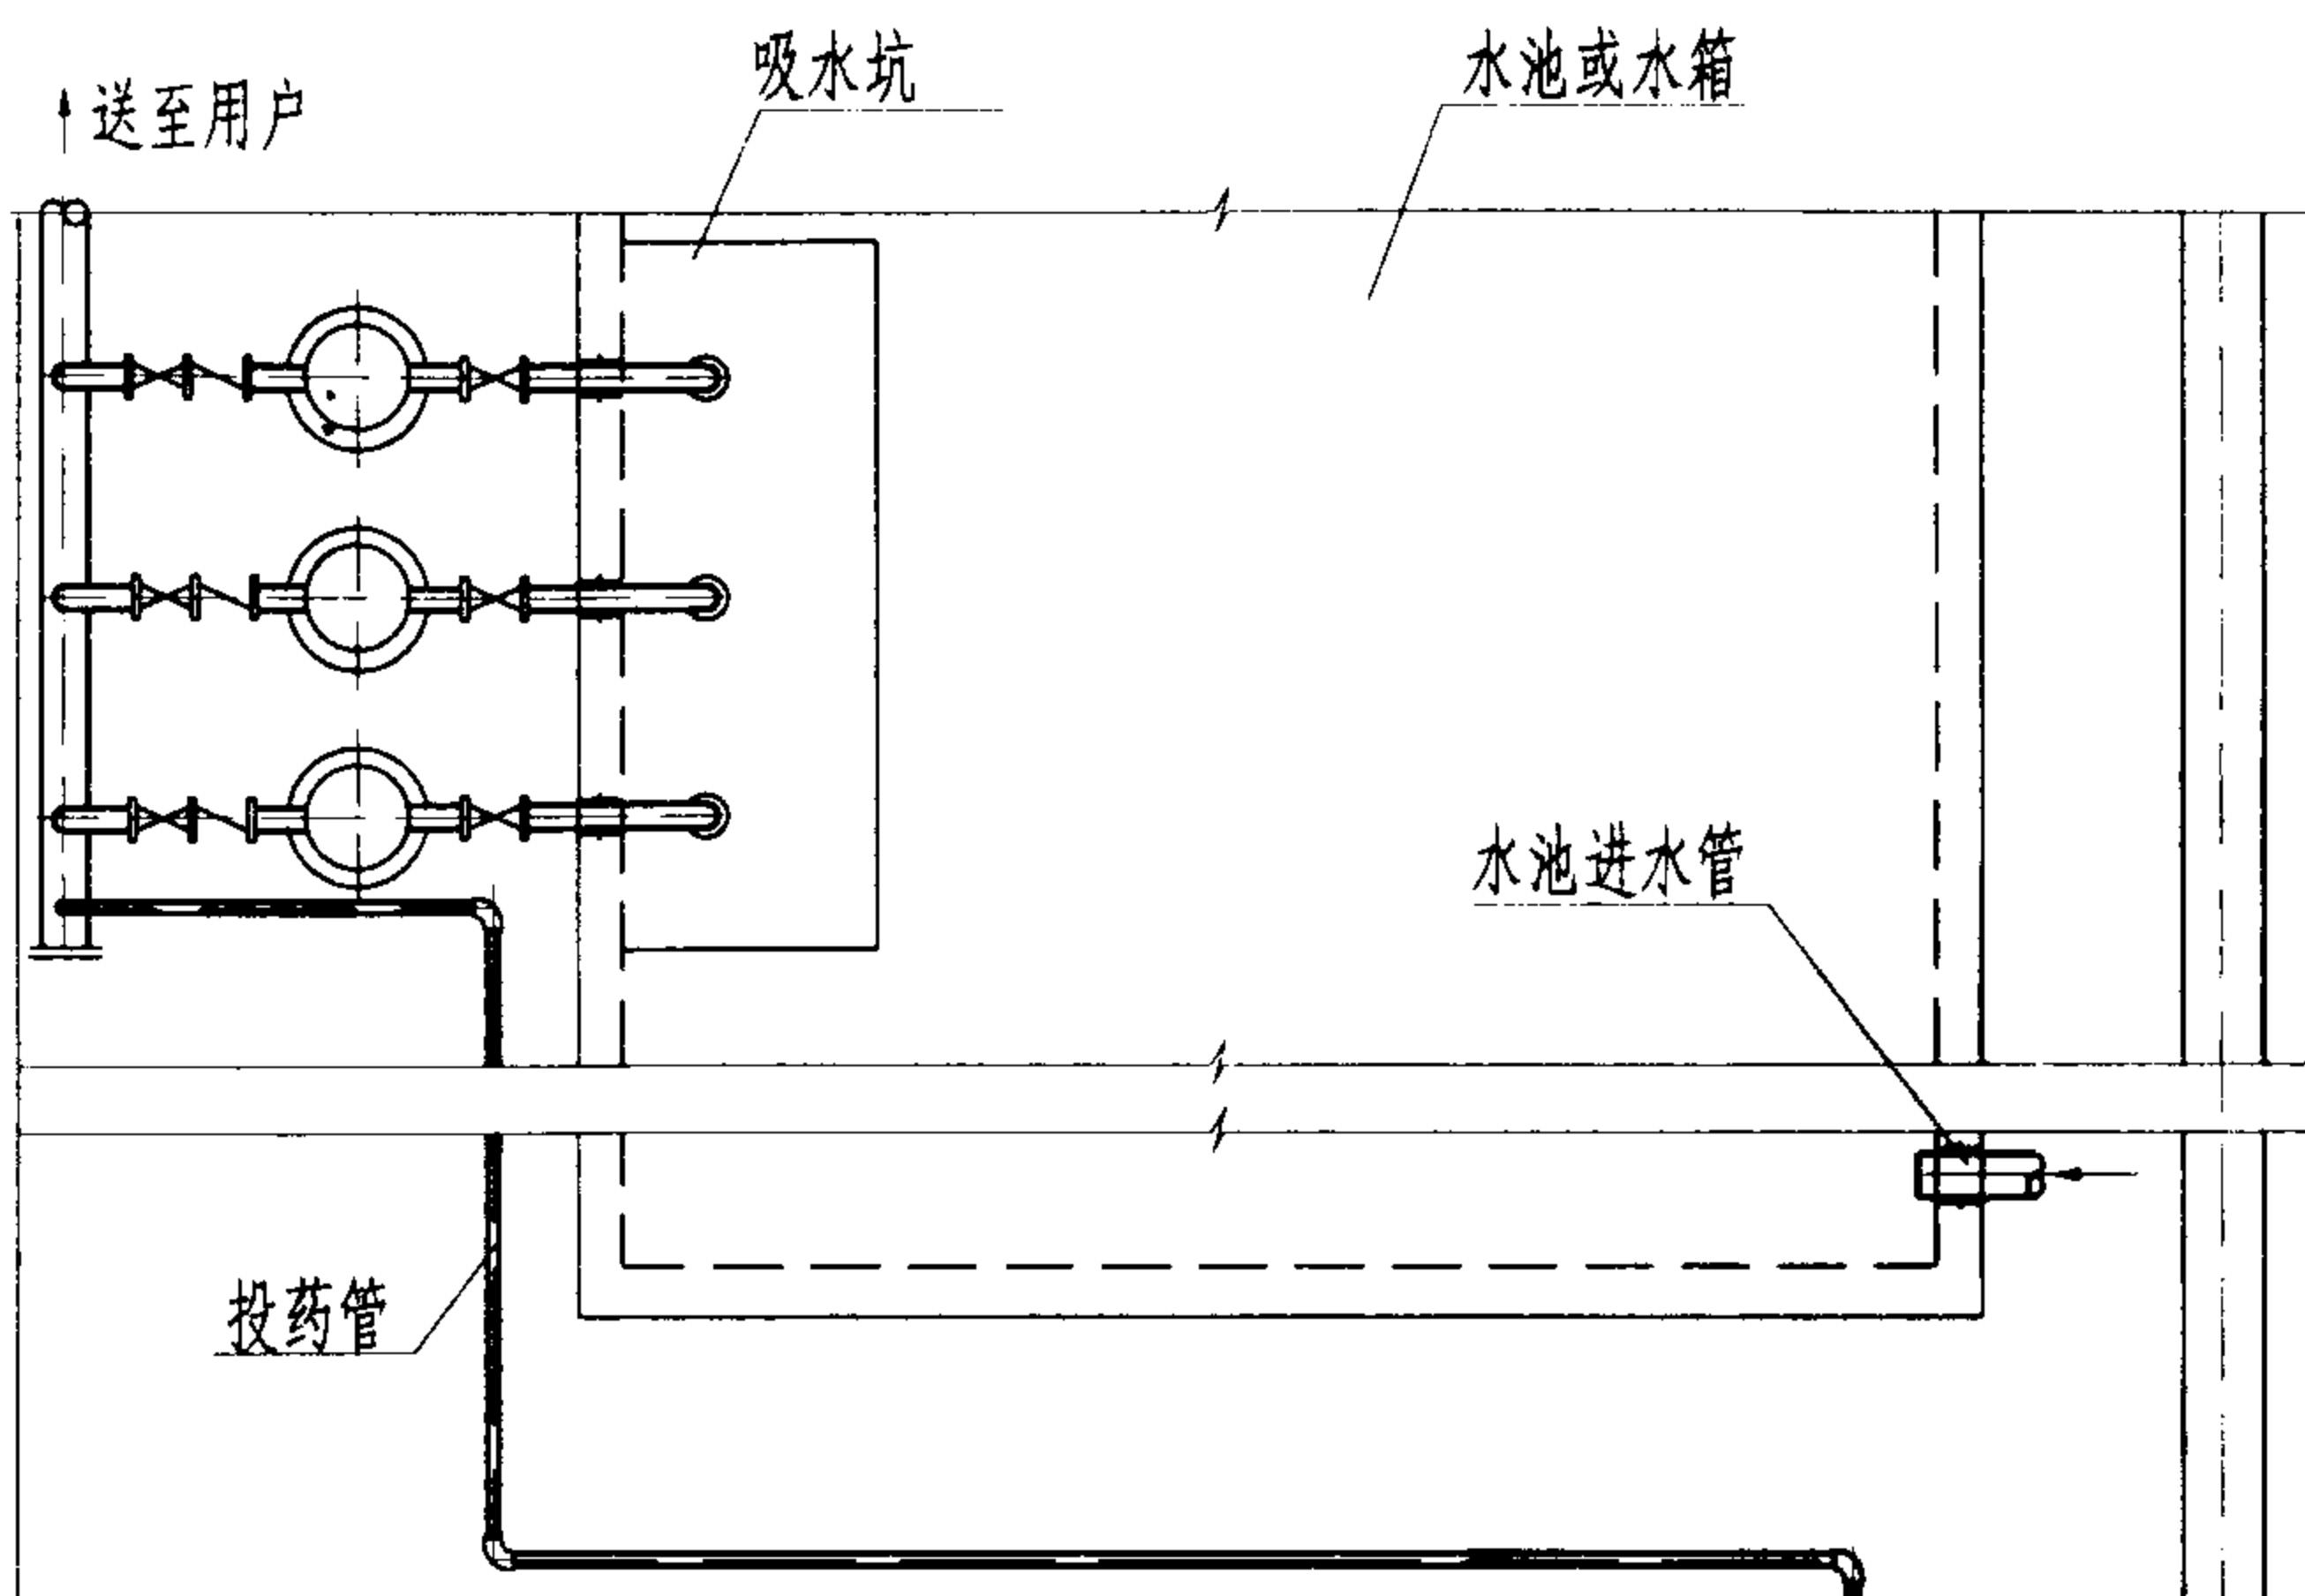 吸水坑
水池或水箱
送至用户
水池进水管
投药管